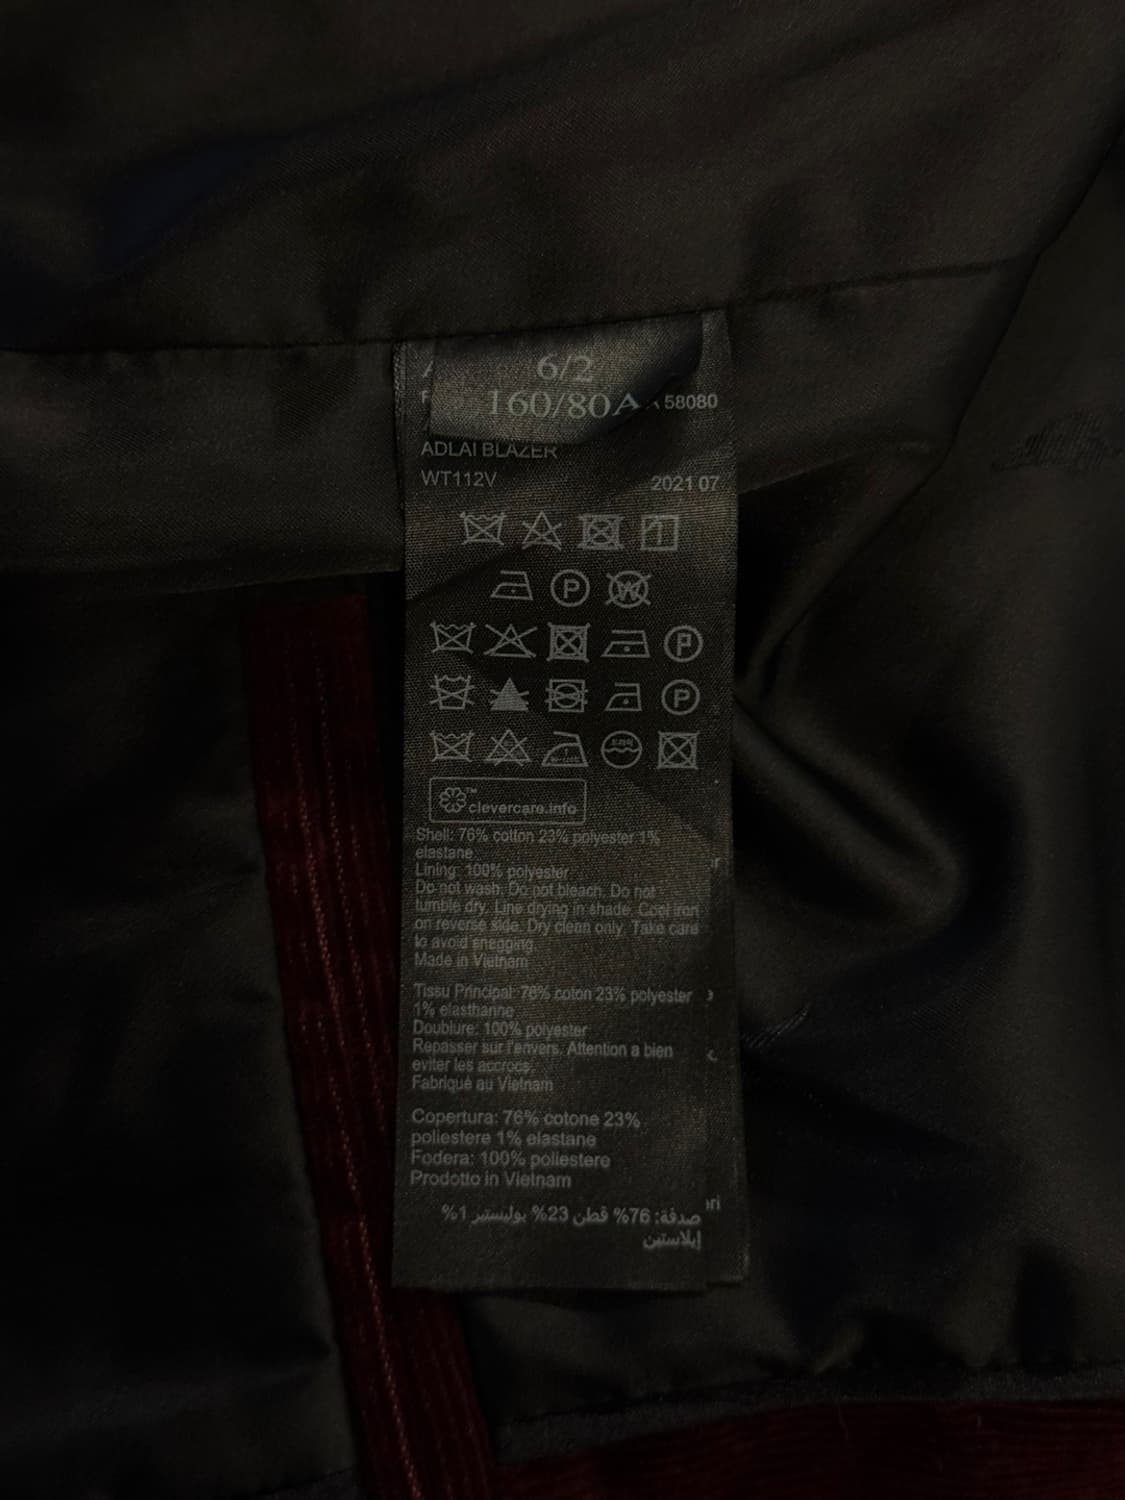 6/2
160/80A
58080
ADLAI BLAZER
WT112V 2021 07
P W
P
P
clevercare.info
Shell: 76% cotton 23% polyester 1%
elastane
Lining: 100% polyester
Do not wash. Do not bleach. Do not
tumble dry. Line drying in shade. Cool iron
on reverse side. Dry clean only. Take care
to avoid snagging
Made in Vietnam
Tissu Principal: 76% coton 23% polyester
1% elasthanne
Doublure: 100% polyester
Repasser sur l'envers. Attention a bien
eviter les accrocs.
Fabriqué au Vietnam
Copertura: 76% cotone 23%
poliestere 1% elastane
Fodera: 100% poliestere
Prodotto in Vietnam
صدفة: 76% قطن 23% بوليستير 1%
إيلاستين